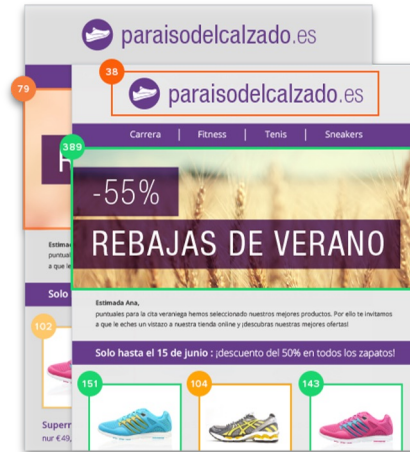 paraisodelcalzado.es
79
38
paraisodelcalzado.es
Carrera | Fitness | Tenis | Sneakers
389
-55%
REBAJAS DE VERANO
Estimada Ana,
puntuales para la cita veraniega hemos seleccionado nuestros mejores productos. Por ello te invitamos
a que le eches un vistazo a nuestra tienda online y ¡descubras nuestras mejores ofertas!
Solo
Solo hasta el 15 de junio : ¡descuento del 50% en todos los zapatos!
102
151
104
143
nur €49,